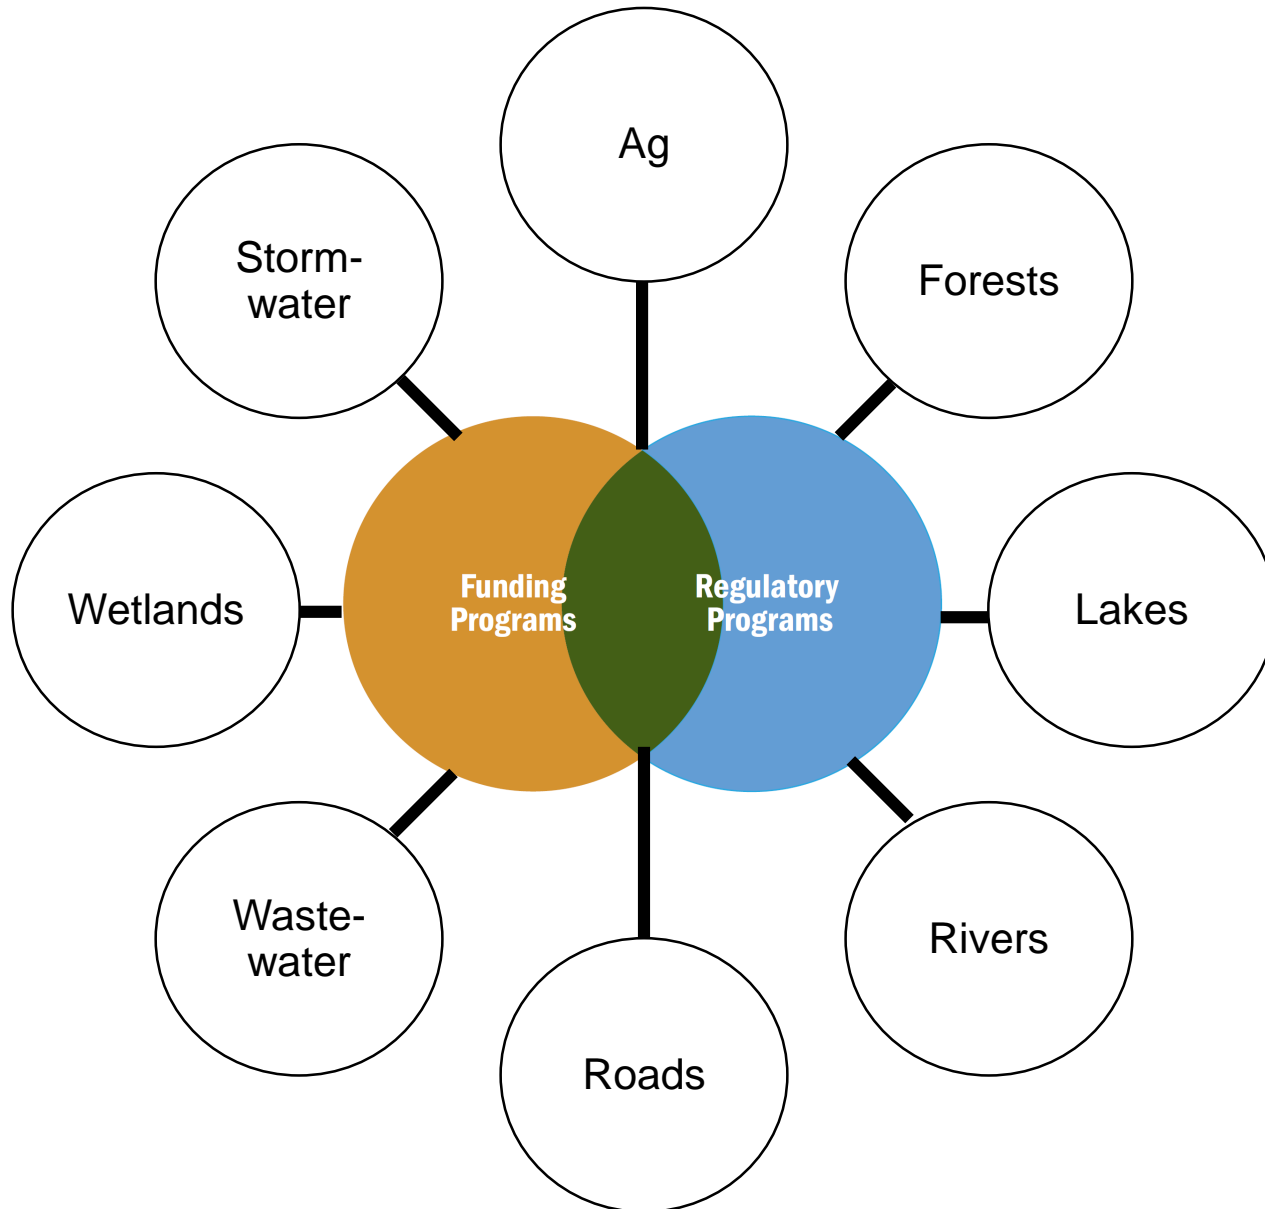 Ag
Storm-
water
Forests
Funding
Programs
Regulatory
Programs
Wetlands
Lakes
Waste-
water
Rivers
Roads